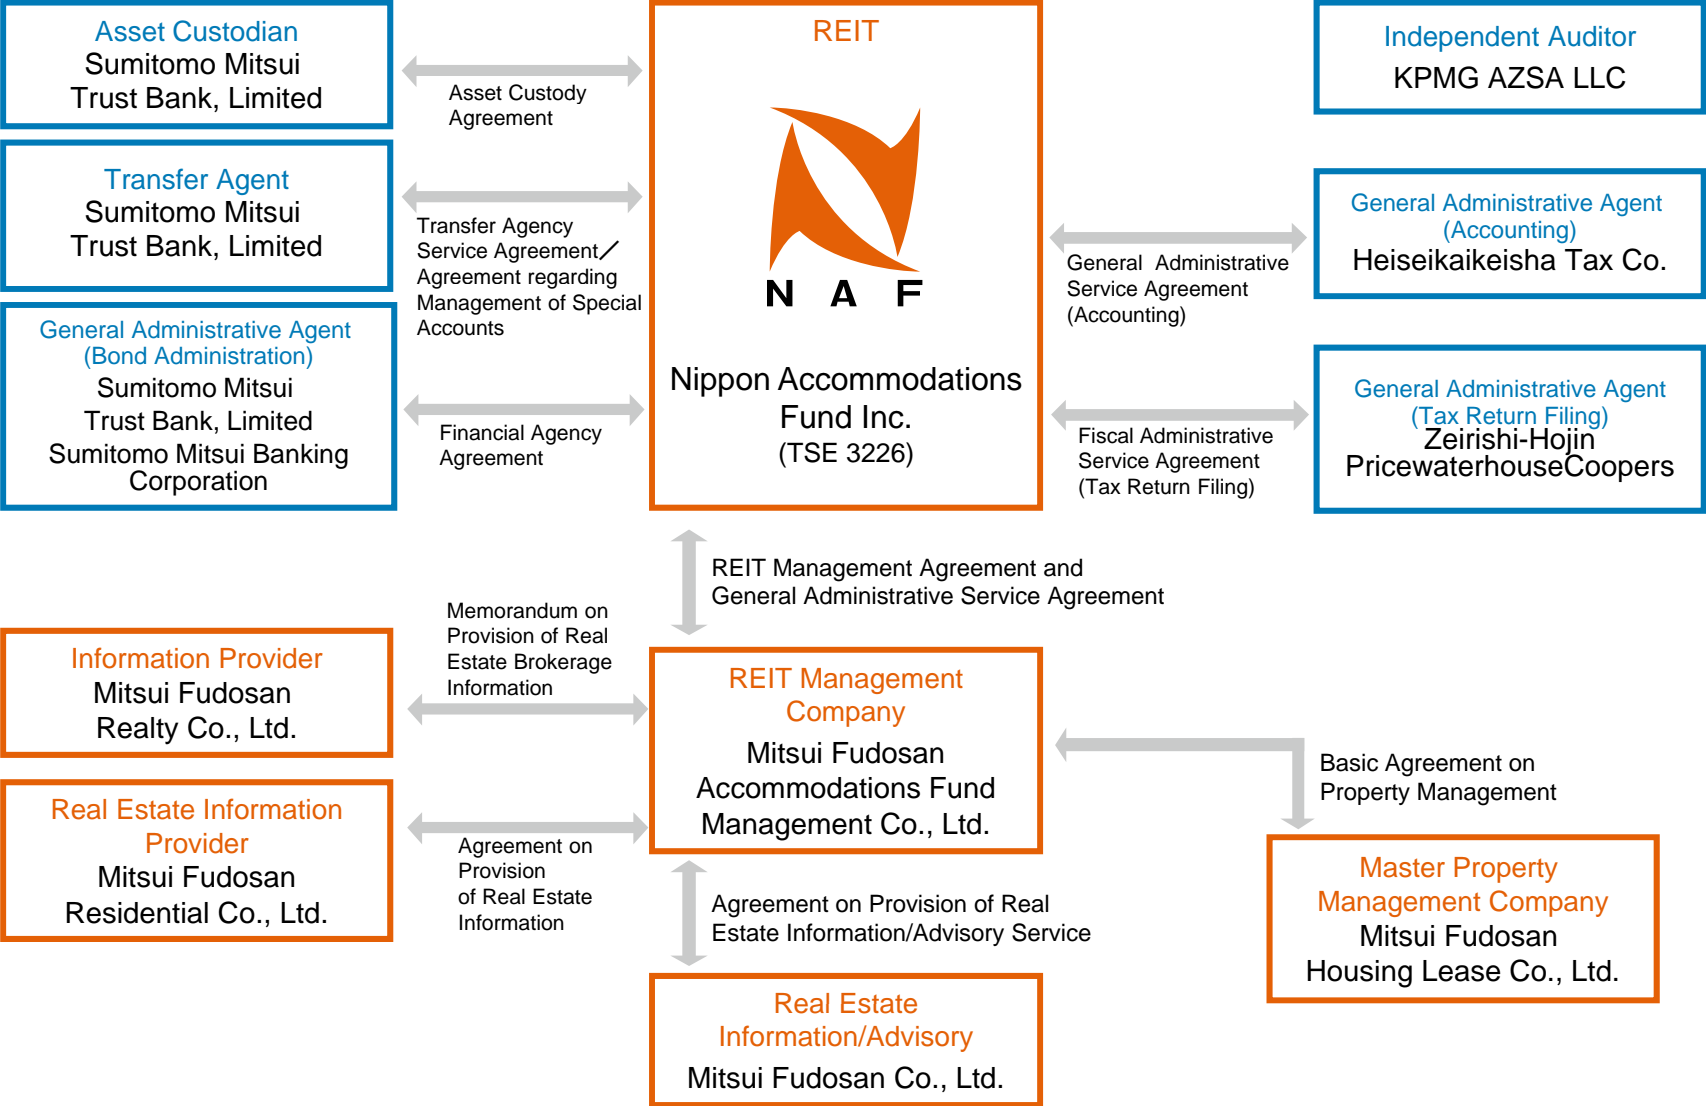 Asset Custodian
Sumitomo Mitsui
Trust Bank, Limited
Asset Custody
Agreement
Transfer Agent
Sumitomo Mitsui
Trust Bank, Limited
Transfer Agency
Service Agreement／
Agreement regarding
Management of Special
Accounts
General Administrative Agent
(Bond Administration)
Sumitomo Mitsui
Trust Bank, Limited
Sumitomo Mitsui Banking
Corporation
Financial Agency
Agreement
REIT
NAF
Nippon Accommodations
Fund Inc.
(TSE 3226)
Independent Auditor
KPMG AZSA LLC
General Administrative Agent
(Accounting)
Heiseikaikeisha Tax Co.
General Administrative
Service Agreement
(Accounting)
General Administrative Agent
(Tax Return Filing)
Zeirishi-Hojin
PricewaterhouseCoopers
Fiscal Administrative
Service Agreement
(Tax Return Filing)
REIT Management Agreement and
General Administrative Service Agreement
Information Provider
Mitsui Fudosan
Realty Co., Ltd.
Memorandum on
Provision of Real
Estate Brokerage
Information
REIT Management
Company
Mitsui Fudosan
Accommodations Fund
Management Co., Ltd.
Real Estate Information
Provider
Mitsui Fudosan
Residential Co., Ltd.
Agreement on
Provision
of Real Estate
Information
Basic Agreement on
Property Management
Master Property
Management Company
Mitsui Fudosan
Housing Lease Co., Ltd.
Agreement on Provision of Real
Estate Information/Advisory Service
Real Estate
Information/Advisory
Mitsui Fudosan Co., Ltd.